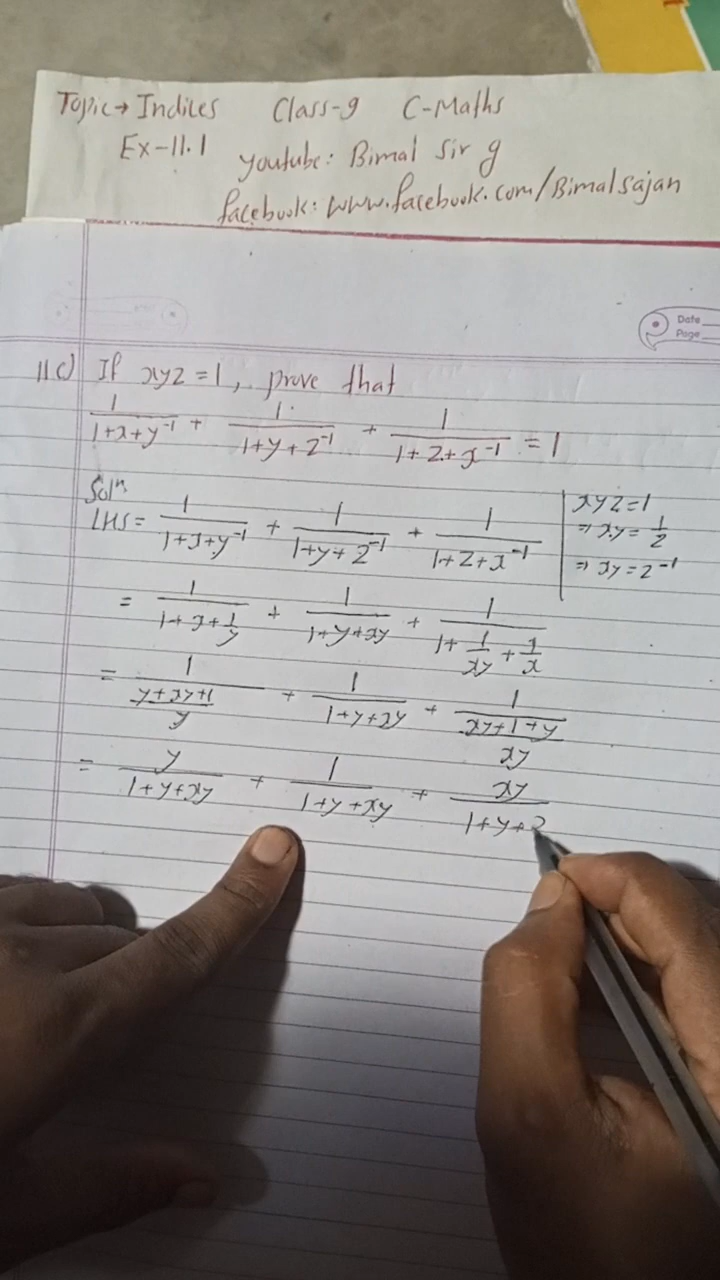 Topic → Indices Class-9 C-Maths
Ex-11.1 youtube: Bimal Sir g
facebook: www.facebook.com/Bimalsajan
Date
Page
11c) If xyz = 1, prove that
1/(1+x+y⁻¹) + 1/(1+y+z⁻¹) + 1/(1+z+x⁻¹) = 1
Solⁿ
LHS = 1/(1+x+y⁻¹) + 1/(1+y+z⁻¹) + 1/(1+z+x⁻¹)
xyz = 1
⇒ xy = 1/z
⇒ xy = z⁻¹
= 1/(1+x+1/y) + 1/(1+y+xy) + 1/(1+1/xy+1/x)
= 1/((y+xy+1)/y) + 1/(1+y+xy) + 1/((xy+1+y)/xy)
= y/(1+y+xy) + 1/(1+y+xy) + xy/(1+y+